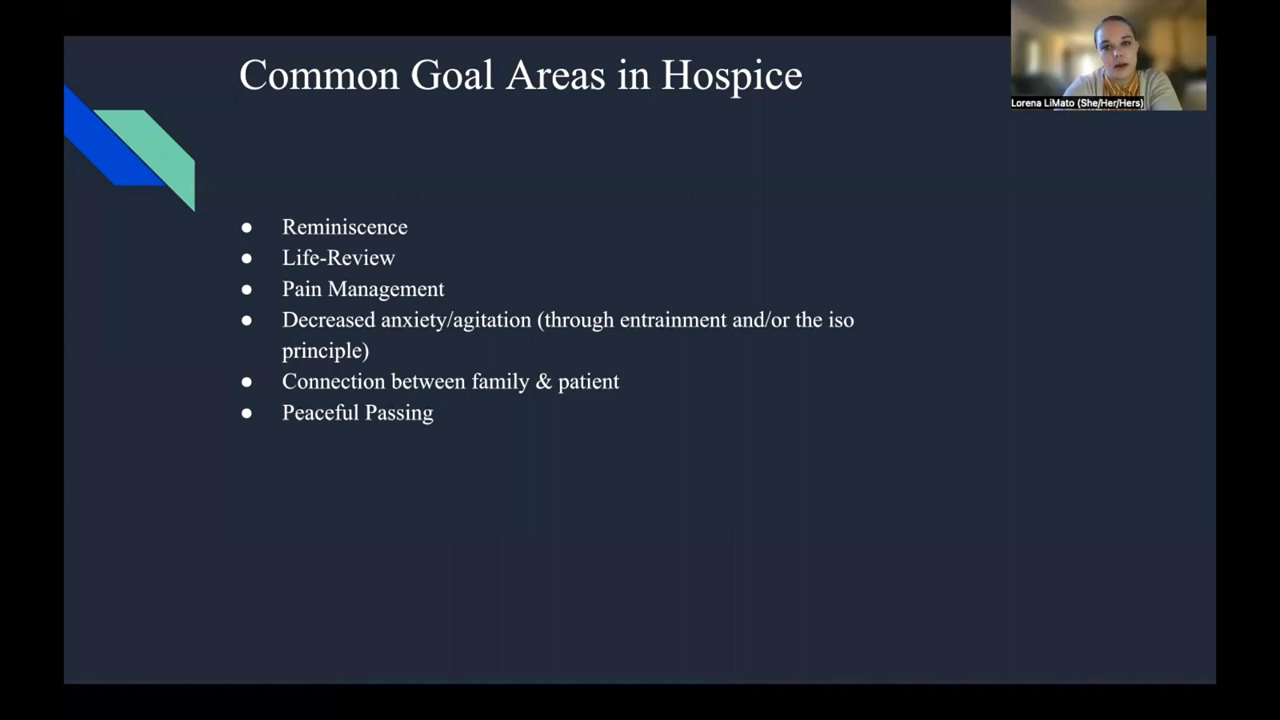 Common Goal Areas in Hospice
Lorena LiMato (She/Her/Hers)
● Reminiscence
● Life-Review
● Pain Management
● Decreased anxiety/agitation (through entrainment and/or the iso
principle)
● Connection between family & patient
● Peaceful Passing